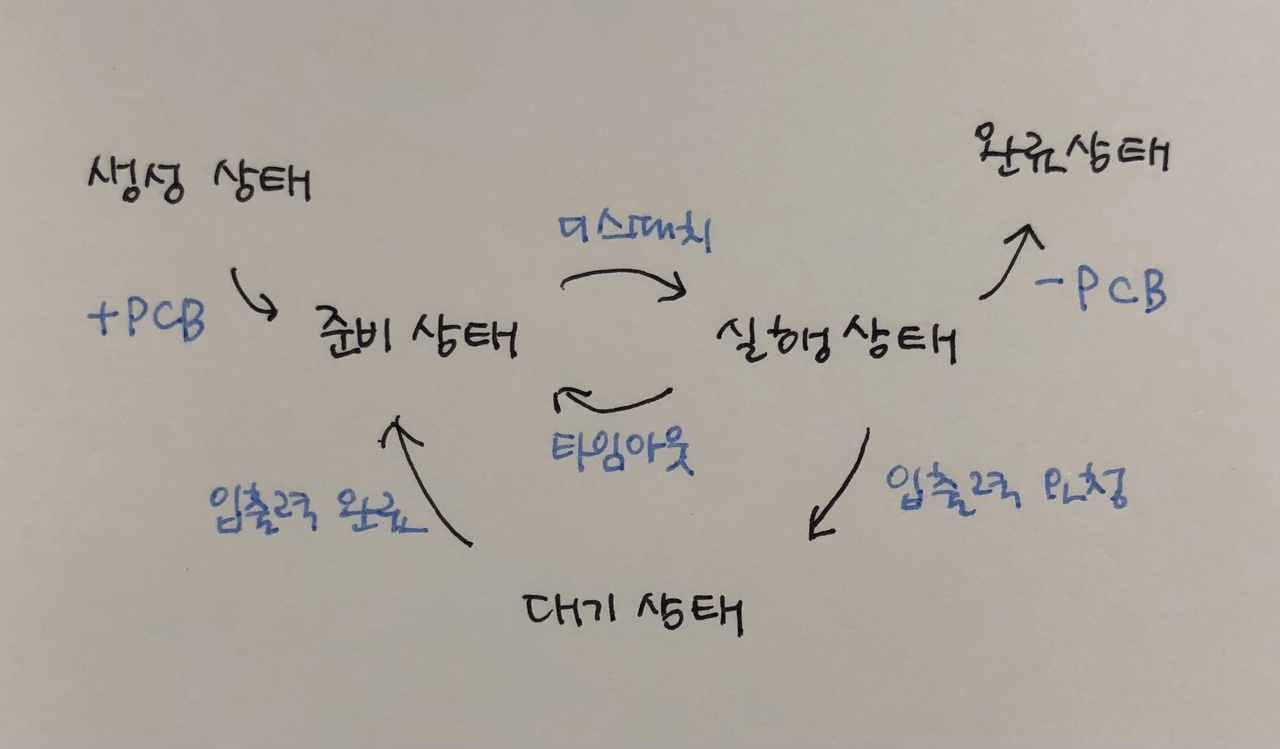 완료상태
생성 상태
디스패치
+PCB
-PCB
준비 상태
실행 상태
타임아웃
입출력 완료
입출력 요청
대기 상태